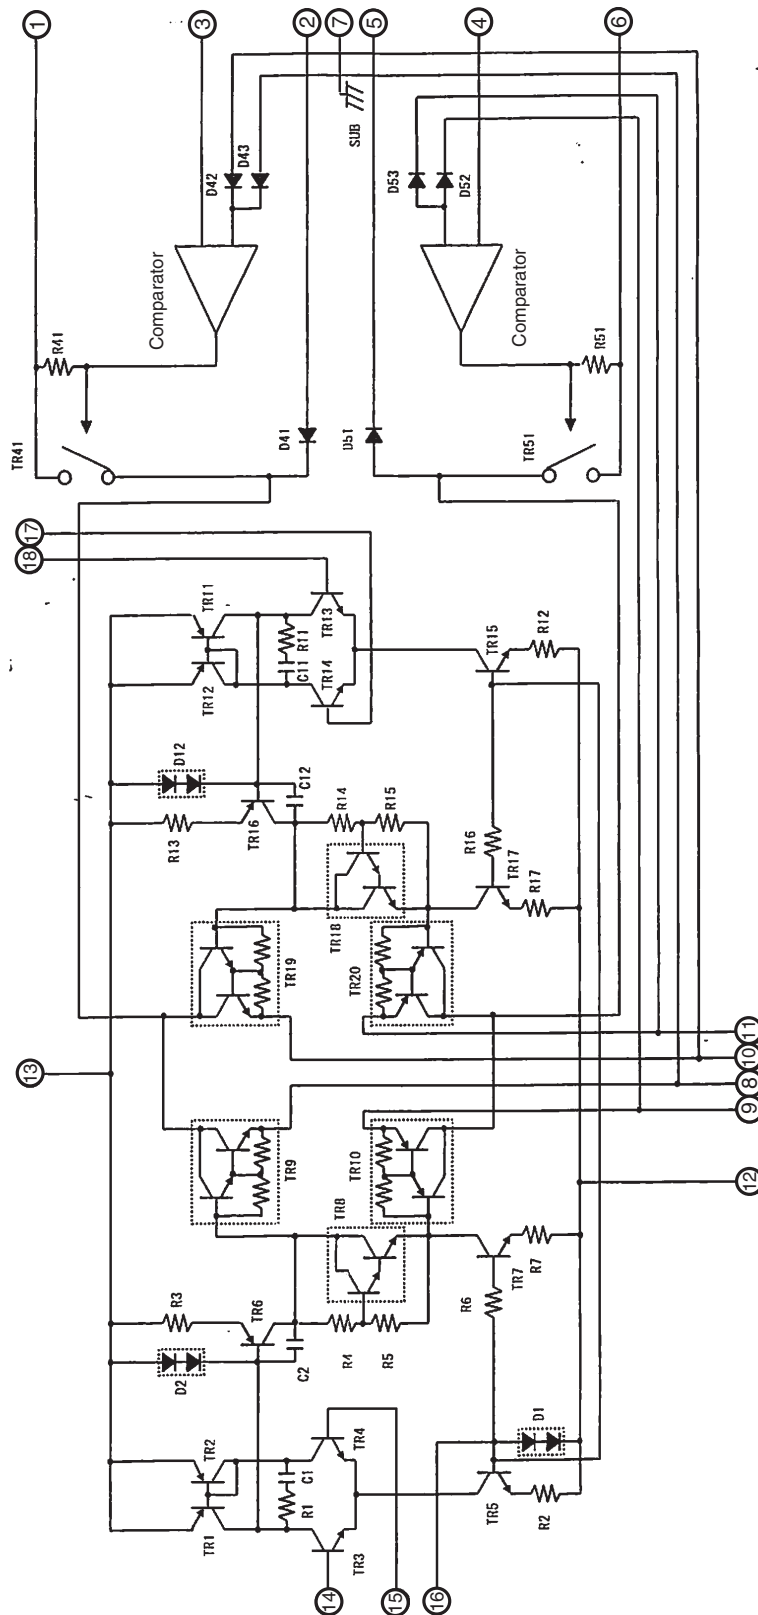 1
3
2
7
5
4
6
SUB
D42
D43
D53
D52
Comparator
Comparator
R41
R51
TR41
D41
D51
TR51
17
18
TR11
TR12
R11
C11
TR13
TR14
TR15
R12
D12
R13
TR16
C12
R14
R15
R16
TR17
R17
TR18
TR19
TR20
11
10
8
9
13
12
TR9
TR10
TR8
R3
TR6
D2
C2
R4
R5
R6
TR7
R7
TR2
TR1
C1
R1
TR4
TR3
D1
TR5
R2
14
15
16